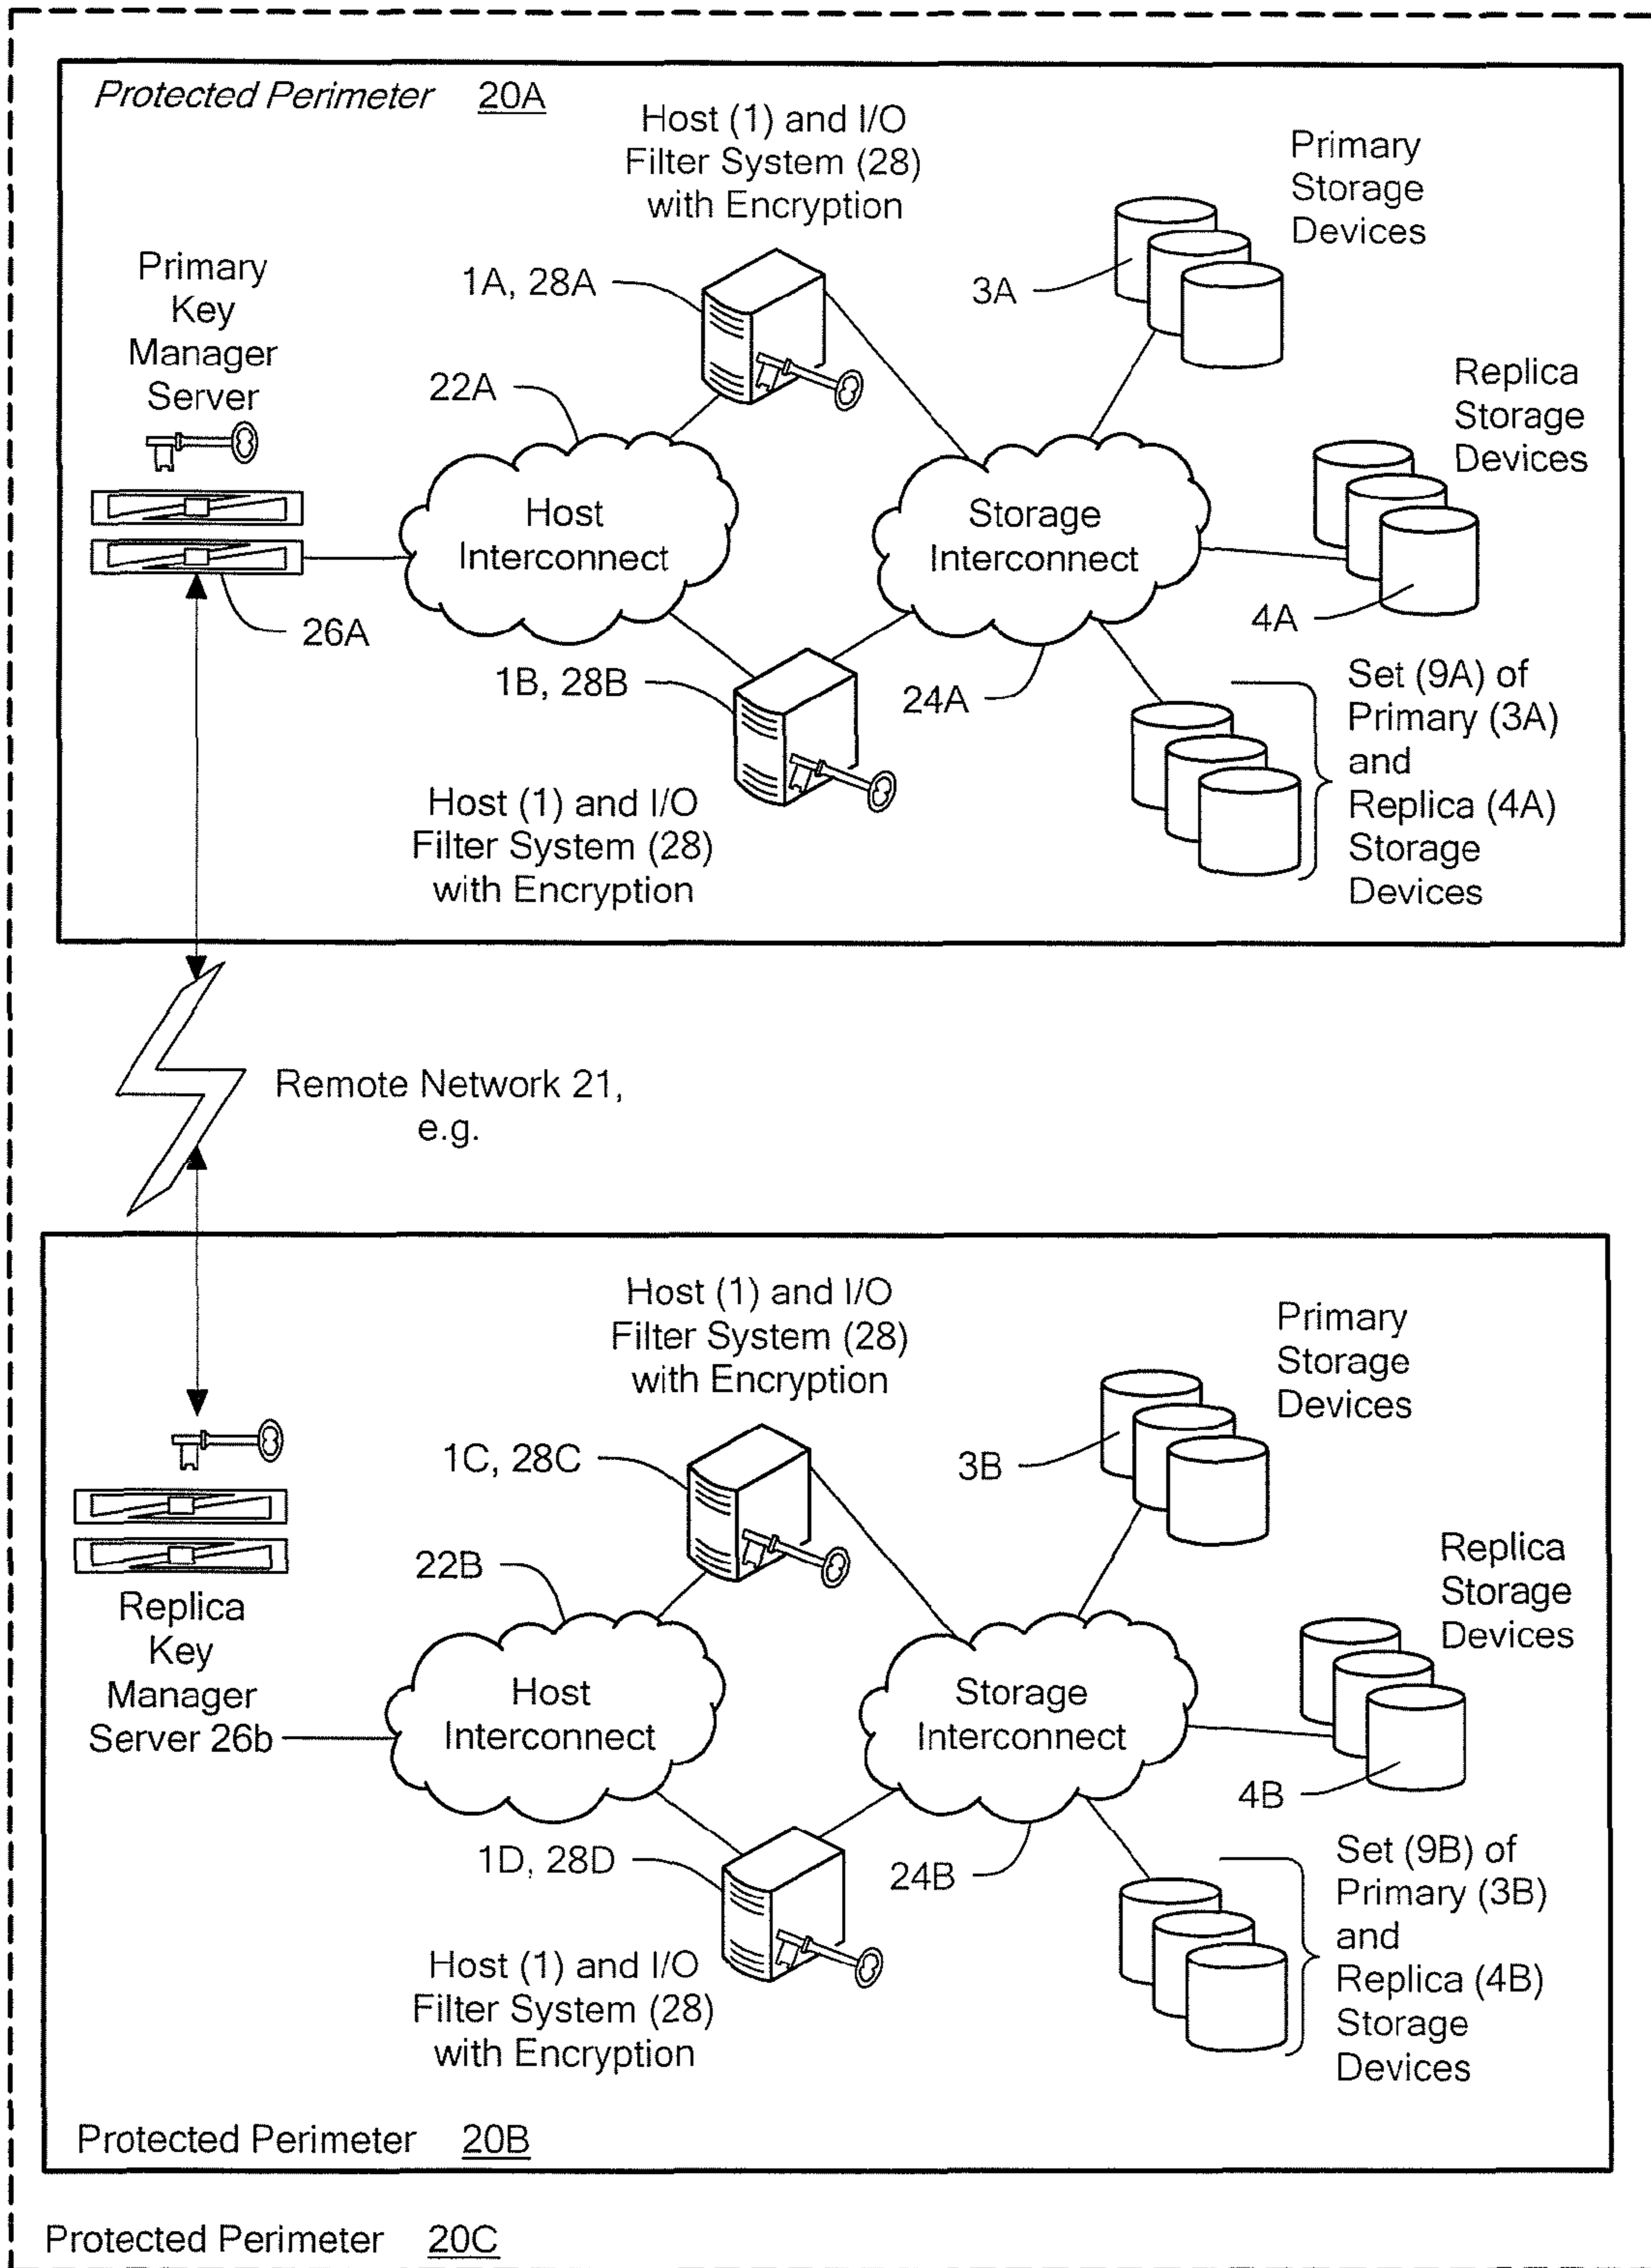 Protected Perimeter 20A
Host (1) and I/O
Filter System (28)
with Encryption
Primary
Storage
Devices
Primary
Key
Manager
Server
1A, 28A
3A
22A
Replica
Storage
Devices
Host
Interconnect
Storage
Interconnect
26A
4A
1B, 28B
24A
Set (9A) of
Primary (3A)
and
Replica (4A)
Storage
Devices
Host (1) and I/O
Filter System (28)
with Encryption
Remote Network 21,
e.g.
Host (1) and I/O
Filter System (28)
with Encryption
Primary
Storage
Devices
1C, 28C
3B
22B
Replica
Storage
Devices
Replica
Key
Manager
Server 26b
Host
Interconnect
Storage
Interconnect
4B
1D, 28D
24B
Set (9B) of
Primary (3B)
and
Replica (4B)
Storage
Devices
Host (1) and I/O
Filter System (28)
with Encryption
Protected Perimeter 20B
Protected Perimeter 20C